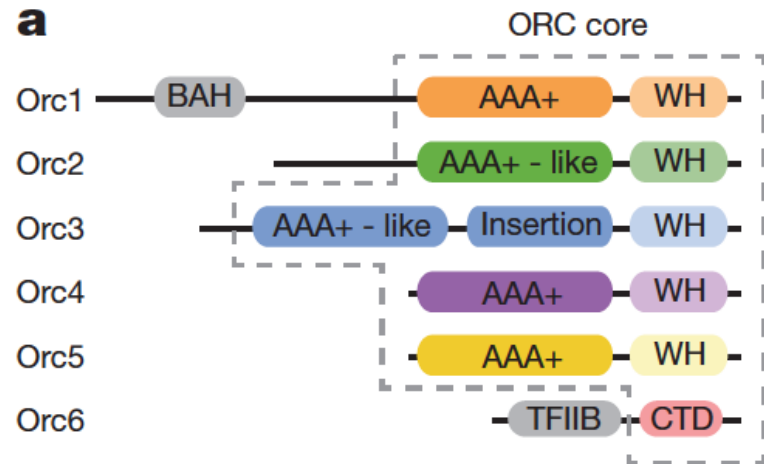 a
ORC core
Orc1 BAH AAA+ WH
Orc2 AAA+ - like WH
Orc3 AAA+ - like Insertion WH
Orc4 AAA+ WH
Orc5 AAA+ WH
Orc6 TFIIB CTD